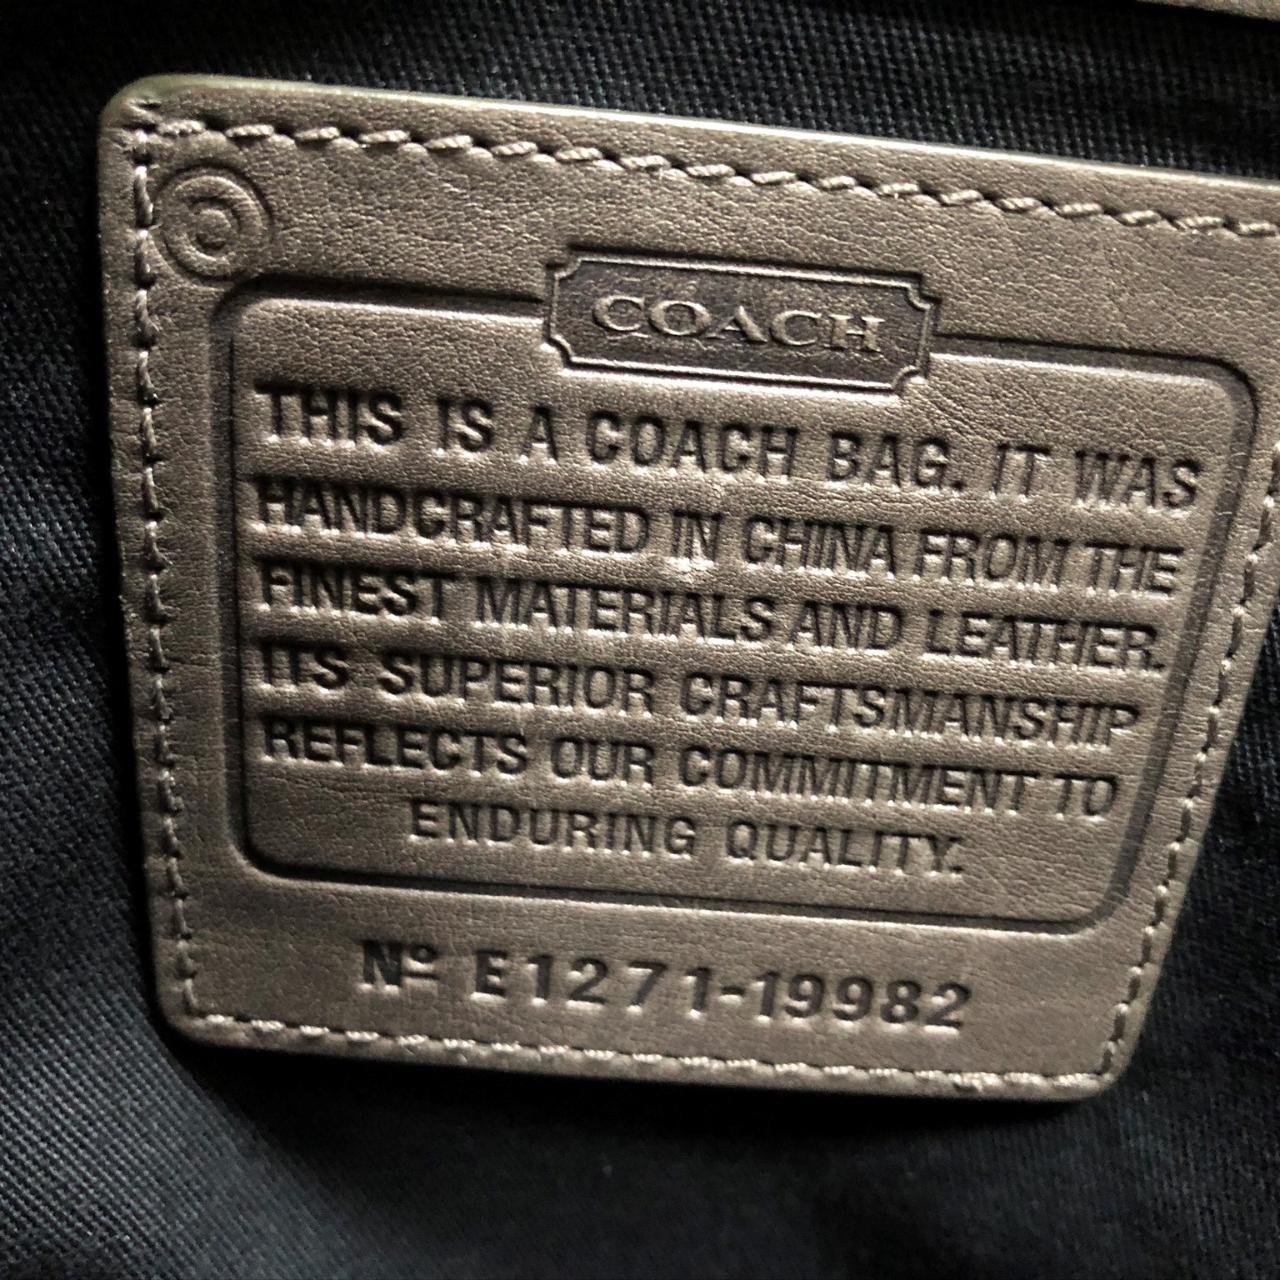 COACH
THIS IS A COACH BAG. IT WAS
HANDCRAFTED IN CHINA FROM THE
FINEST MATERIALS AND LEATHER.
ITS SUPERIOR CRAFTSMANSHIP
REFLECTS OUR COMMITMENT TO
ENDURING QUALITY.
Nº E1271-19982